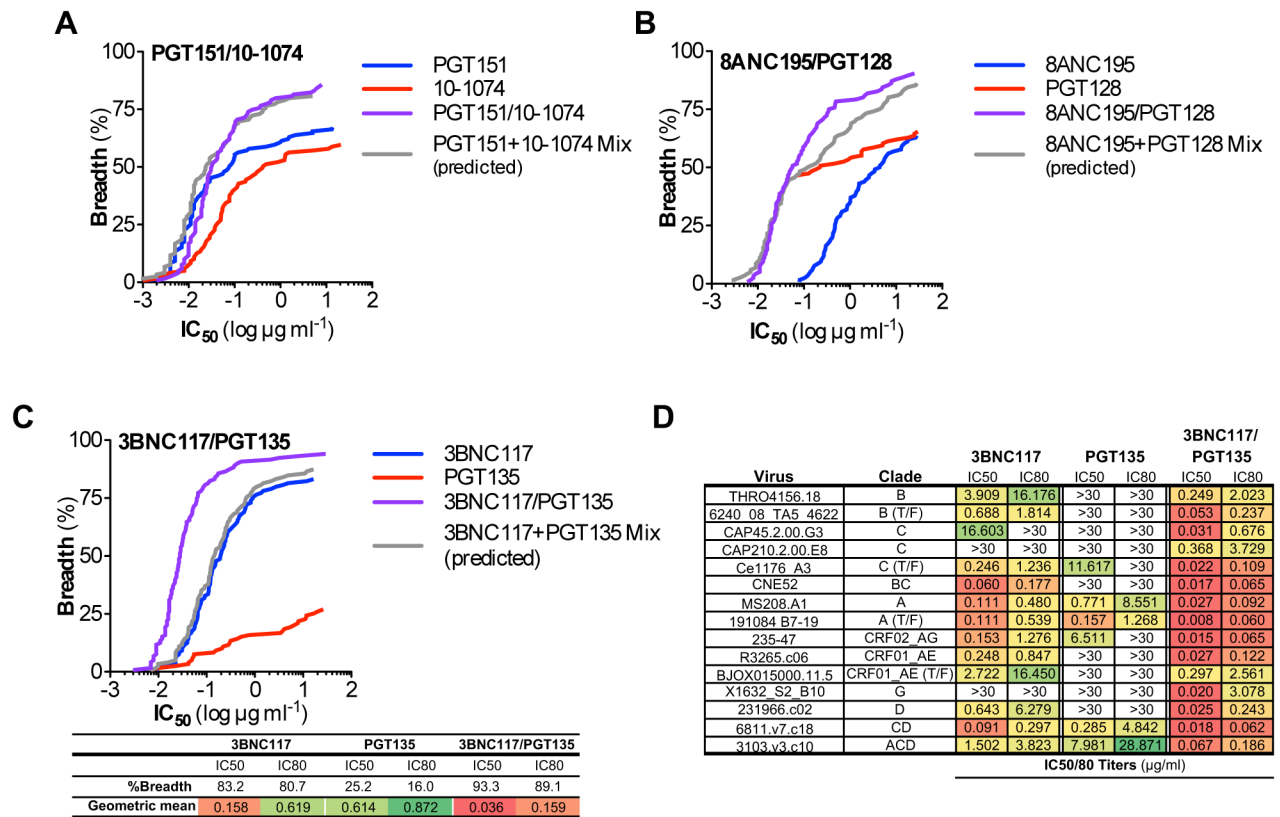 A
PGT151/10-1074
100
75
50
25
0
Breadth (%)
-3 -2 -1 0 1 2
IC50 (log µg ml-1)
PGT151
10-1074
PGT151/10-1074
PGT151+10-1074 Mix
(predicted)
B
8ANC195/PGT128
100
75
50
25
0
Breadth (%)
-3 -2 -1 0 1 2
IC50 (log µg ml-1)
8ANC195
PGT128
8ANC195/PGT128
8ANC195+PGT128 Mix
(predicted)
C
3BNC117/PGT135
100
75
50
25
0
Breadth (%)
-3 -2 -1 0 1 2
IC50 (log µg ml-1)
3BNC117
PGT135
3BNC117/PGT135
3BNC117+PGT135 Mix
(predicted)
3BNC117 PGT135 3BNC117/PGT135
IC50 IC80 IC50 IC80 IC50 IC80
%Breadth 83.2 80.7 25.2 16.0 93.3 89.1
Geometric mean 0.158 0.619 0.614 0.872 0.036 0.159
D
3BNC117/
3BNC117 PGT135 PGT135
Virus Clade IC50 IC80 IC50 IC80 IC50 IC80
THRO4156.18 B 3.909 16.176 >30 >30 0.249 2.023
6240_08_TA5_4622 B (T/F) 0.688 1.814 >30 >30 0.053 0.237
CAP45.2.00.G3 C 16.603 >30 >30 >30 0.031 0.676
CAP210.2.00.E8 C >30 >30 >30 >30 0.368 3.729
Ce1176_A3 C (T/F) 0.246 1.236 11.617 >30 0.022 0.109
CNE52 BC 0.060 0.177 >30 >30 0.017 0.065
MS208.A1 A 0.111 0.480 0.771 8.551 0.027 0.092
191084 B7-19 A (T/F) 0.111 0.539 0.157 1.268 0.008 0.060
235-47 CRF02_AG 0.153 1.276 6.511 >30 0.015 0.065
R3265.c06 CRF01_AE 0.248 0.847 >30 >30 0.027 0.122
BJOX015000.11.5 CRF01_AE (T/F) 2.722 16.450 >30 >30 0.297 2.561
X1632_S2_B10 G >30 >30 >30 >30 0.020 3.078
231966.c02 D 0.643 6.279 >30 >30 0.025 0.243
6811.v7.c18 CD 0.091 0.297 0.285 4.842 0.018 0.062
3103.v3.c10 ACD 1.502 3.823 7.981 28.871 0.067 0.186
IC50/80 Titers (µg/ml)